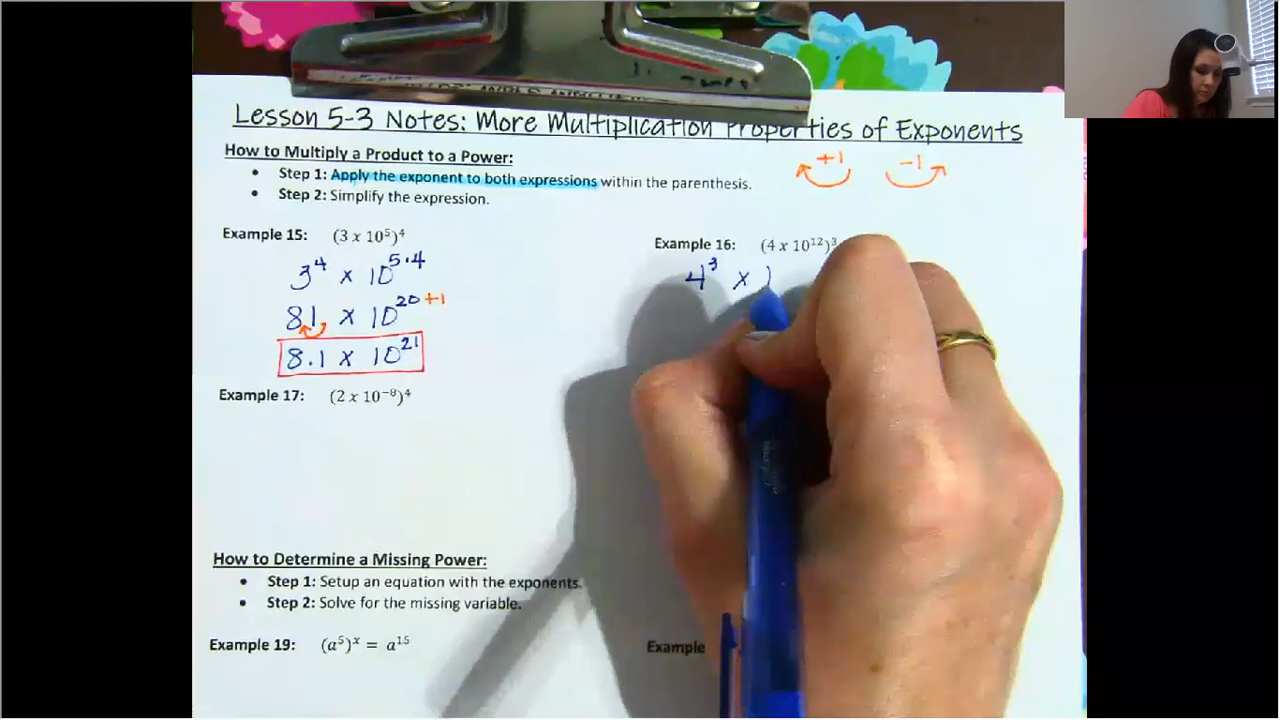 Lesson 5-3 Notes: More Multiplication Properties of Exponents
How to Multiply a Product to a Power:
• Step 1: Apply the exponent to both expressions within the parenthesis.
• Step 2: Simplify the expression.
+1
-1
Example 15: (3 x 10⁵)⁴
3⁴ x 10⁵·⁴
81 x 10²⁰ +1
8.1 x 10²¹
Example 16: (4 x 10¹²)³
4³ x
Example 17: (2 x 10⁻⁸)⁴
How to Determine a Missing Power:
• Step 1: Setup an equation with the exponents.
• Step 2: Solve for the missing variable.
Example 19: (a⁵)ˣ = a¹⁵
Example